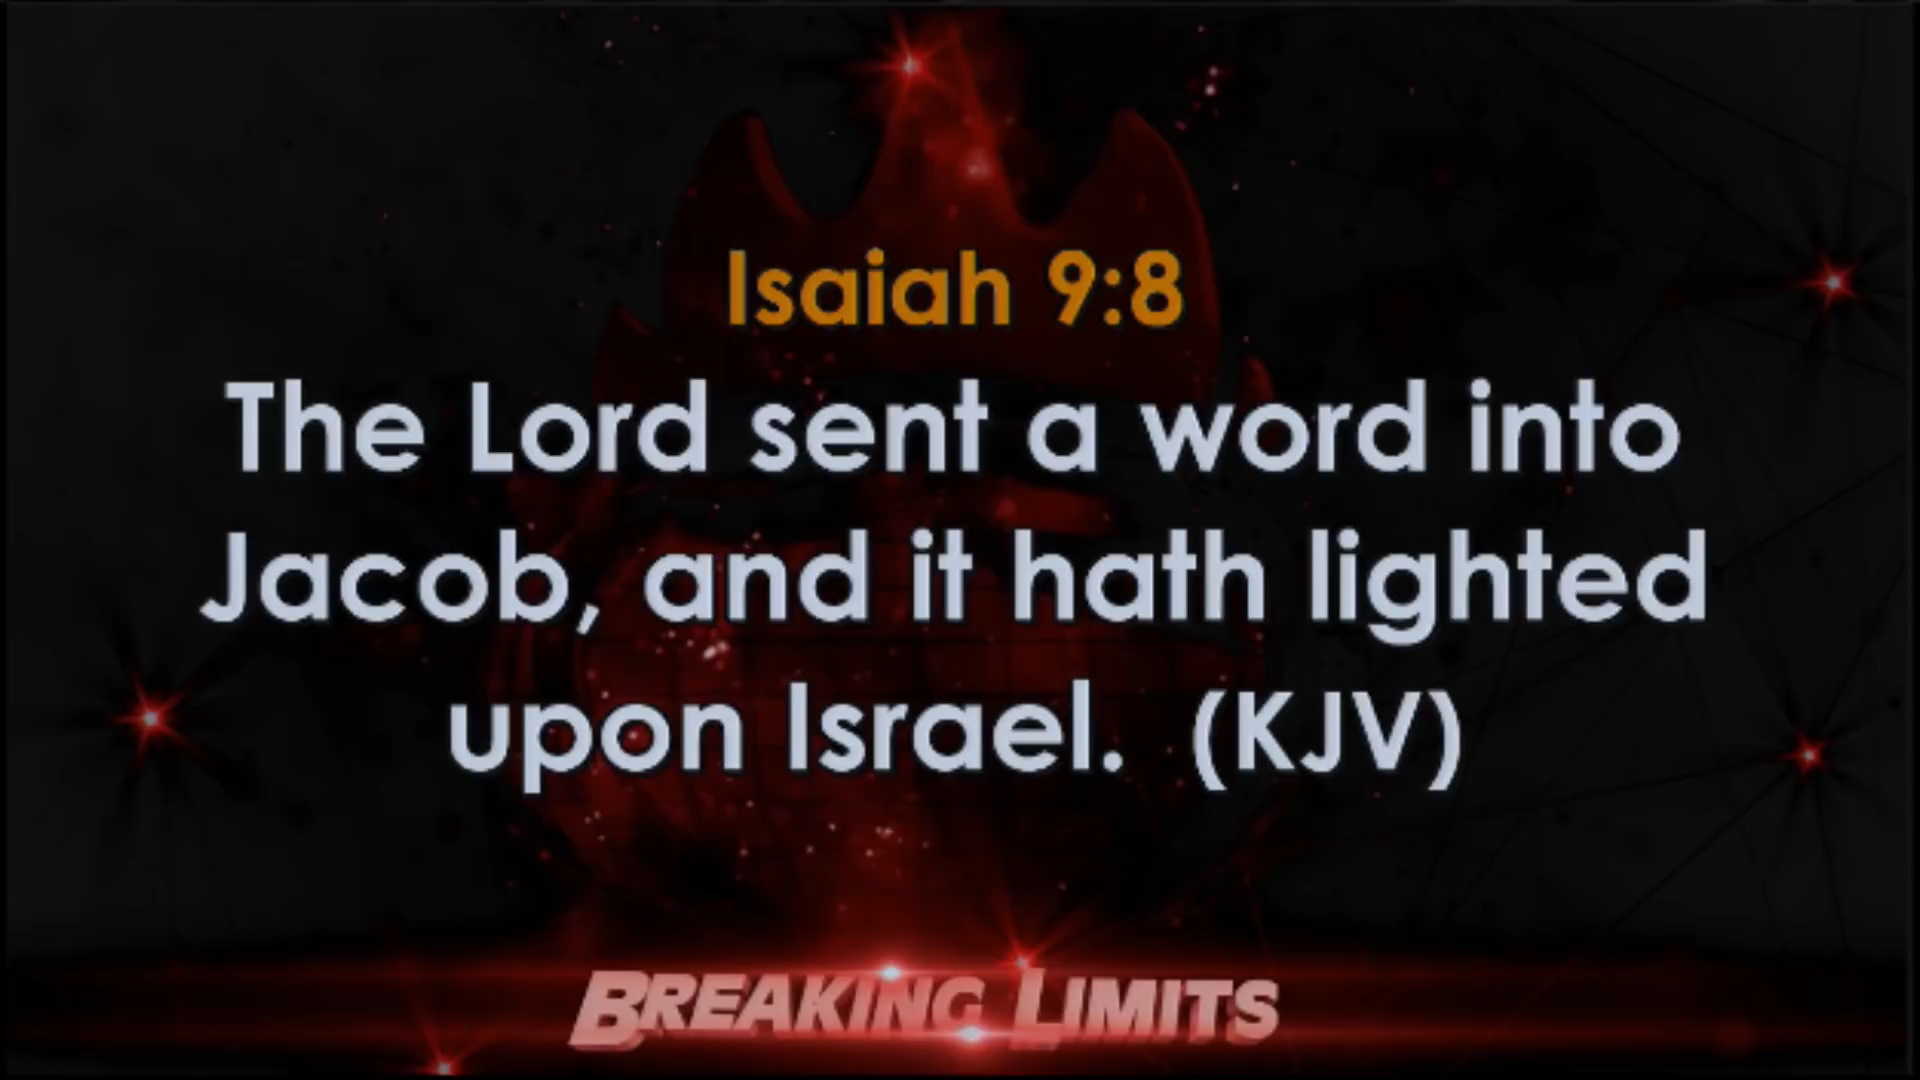 Isaiah 9:8
The Lord sent a word into
Jacob, and it hath lighted
upon Israel.  (KJV)
BREAKING LIMITS